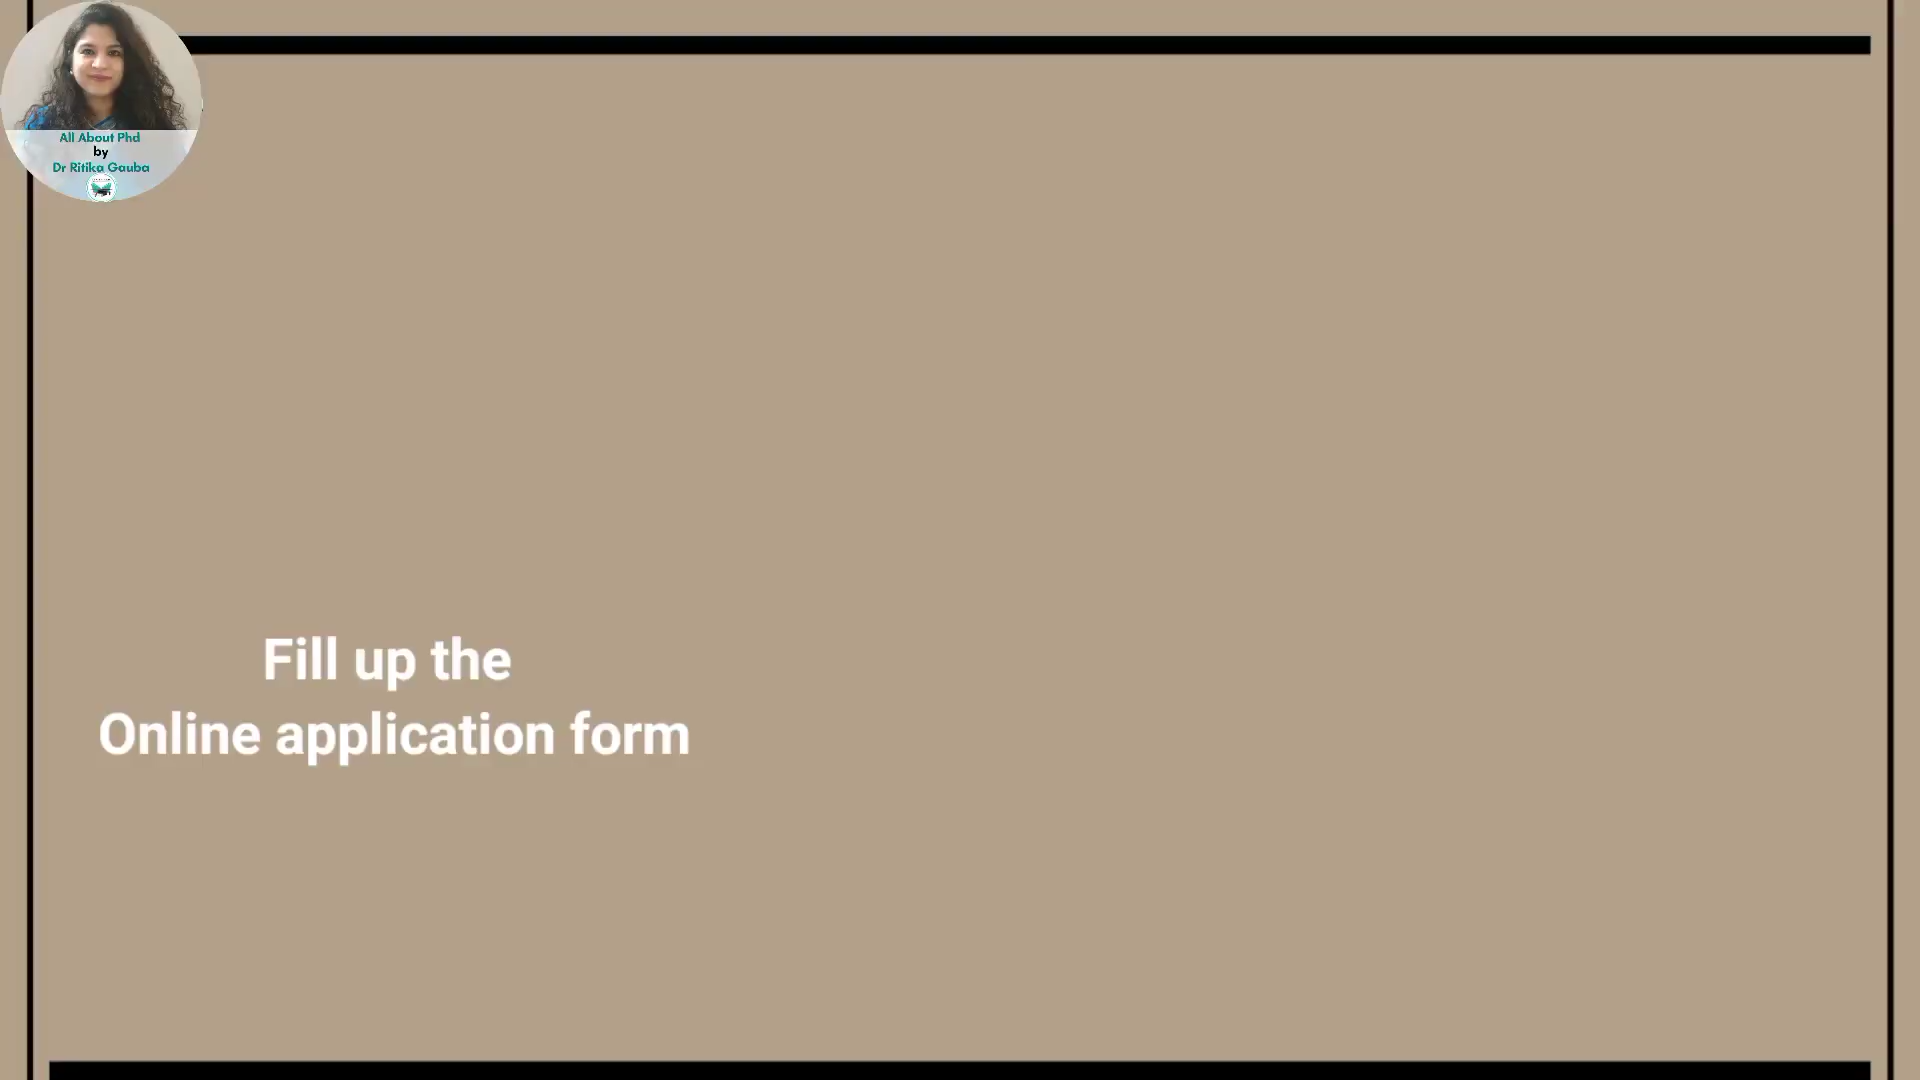 All About Phd
by
Dr Ritika Gauba
Fill up the
Online application form